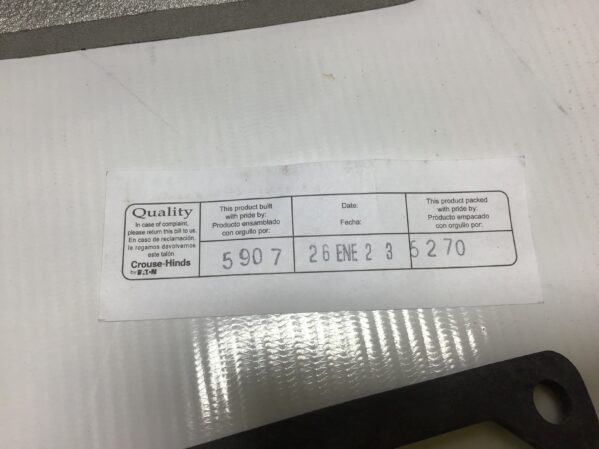 Quality
In case of complaint,
please return this bill to us.
En caso de reclamación,
le rogamos devolvernos
este talón
Crouse-Hinds
by EATON
This product built
with pride by:
Producto ensamblado
con orgullo por:
5907
Date:
Fecha:
26 ENE 2 3
This product packed
with pride by:
Producto empacado
con orgullo por:
5270